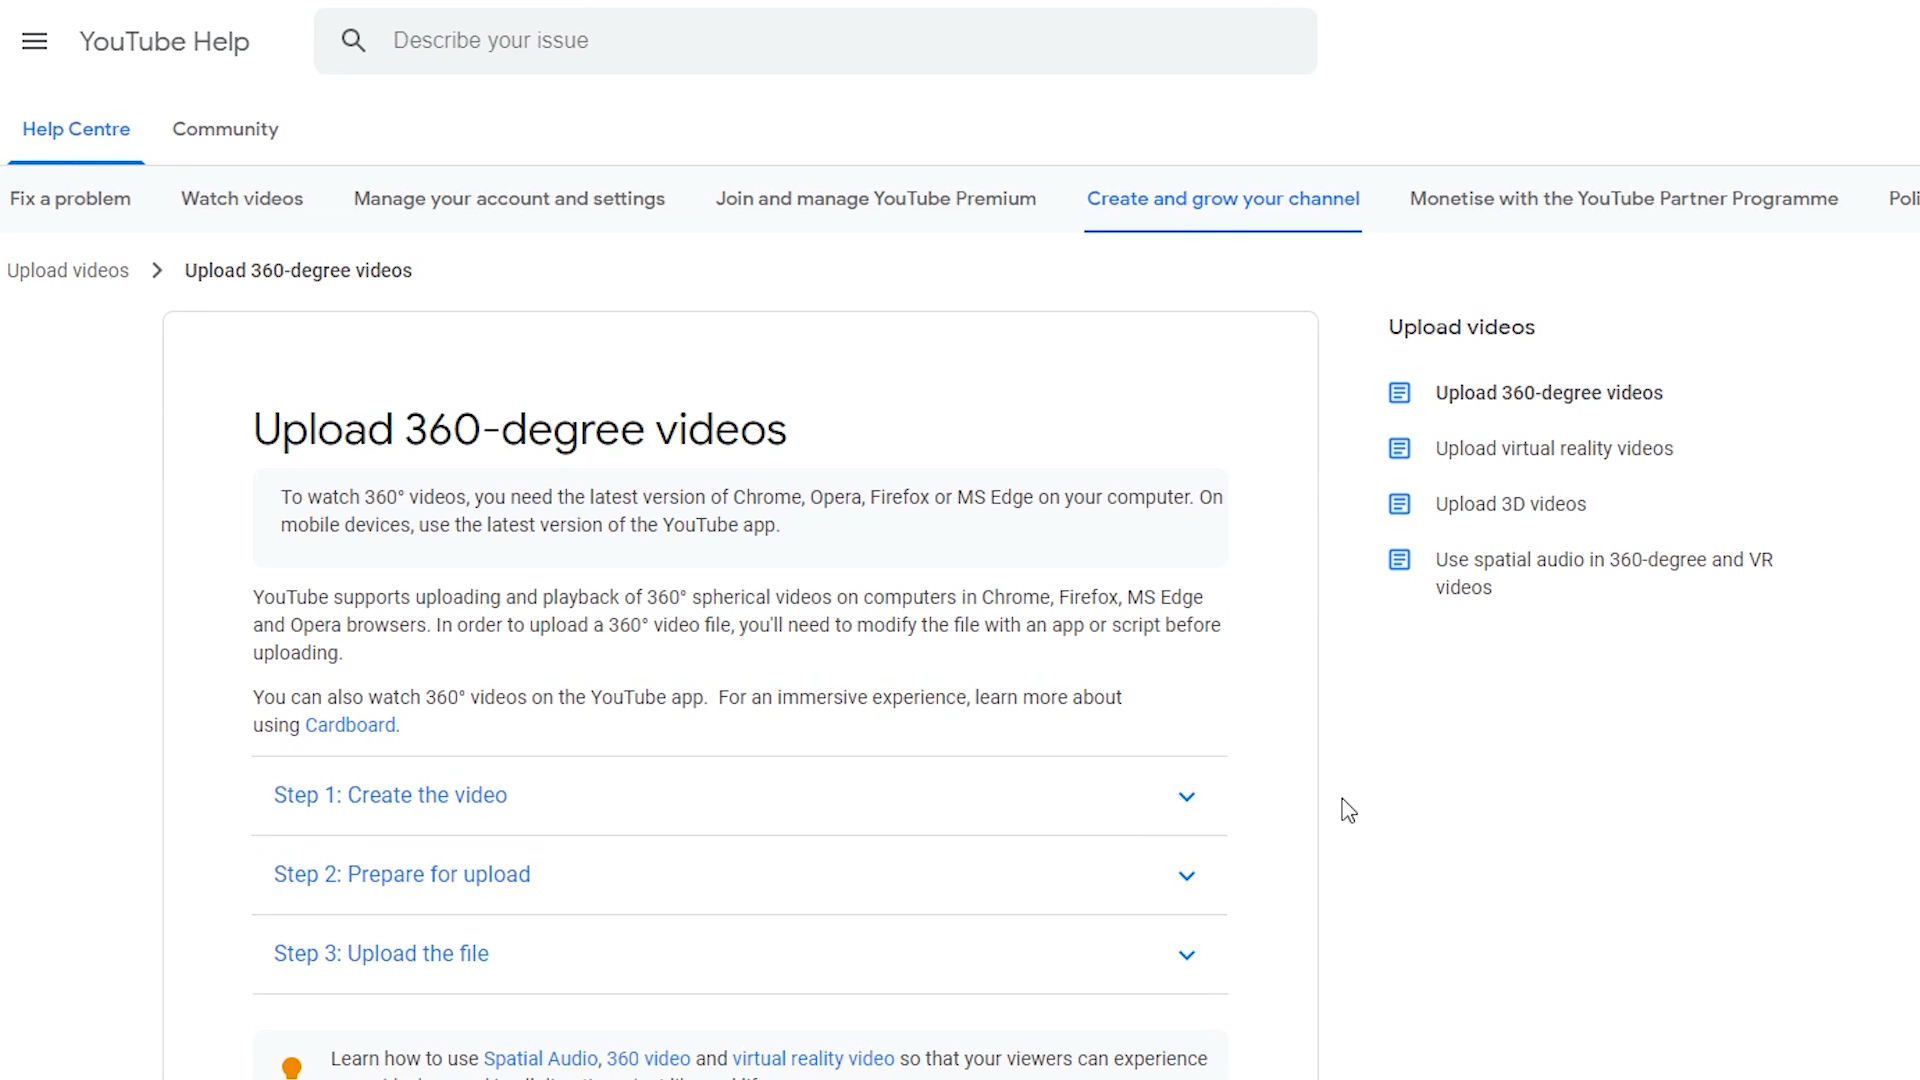 YouTube Help
Describe your issue
Help Centre
Community
Fix a problem
Watch videos
Manage your account and settings
Join and manage YouTube Premium
Create and grow your channel
Monetise with the YouTube Partner Programme
Upload videos
Upload 360-degree videos
Upload 360-degree videos
To watch 360° videos, you need the latest version of Chrome, Opera, Firefox or MS Edge on your computer. On
mobile devices, use the latest version of the YouTube app.
YouTube supports uploading and playback of 360° spherical videos on computers in Chrome, Firefox, MS Edge
and Opera browsers. In order to upload a 360° video file, you'll need to modify the file with an app or script before
uploading.
You can also watch 360° videos on the YouTube app.  For an immersive experience, learn more about
using Cardboard.
Step 1: Create the video
Step 2: Prepare for upload
Step 3: Upload the file
Learn how to use Spatial Audio, 360 video and virtual reality video so that your viewers can experience
Upload videos
Upload 360-degree videos
Upload virtual reality videos
Upload 3D videos
Use spatial audio in 360-degree and VR
videos